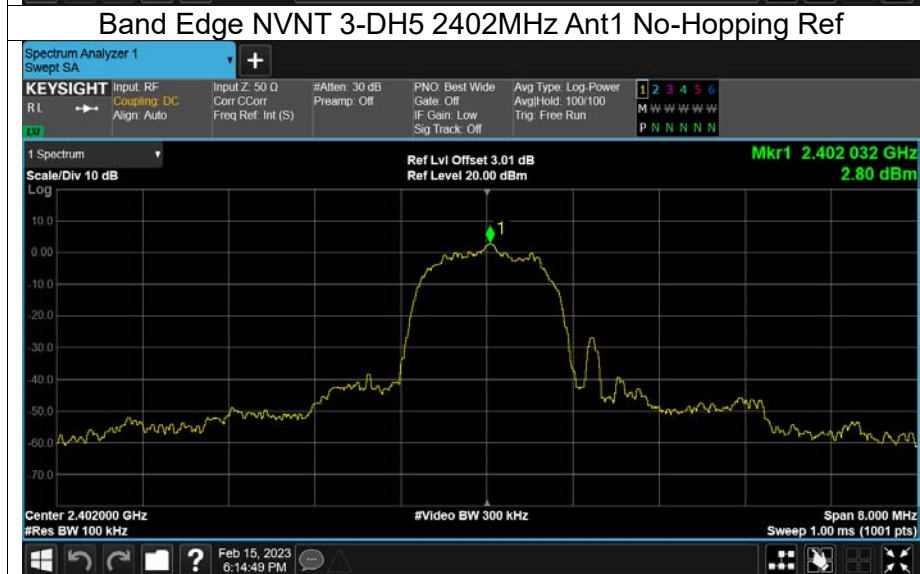 Band Edge NVNT 3-DH5 2402MHz Ant1 No-Hopping Ref
Spectrum Analyzer 1
Swept SA
+
KEYSIGHT Input: RF Input Z: 50 Ω #Atten: 30 dB PNO: Best Wide Avg Type: Log-Power 1 2 3 4 5 6
RL Coupling: DC Corr CCorr Preamp: Off Gate: Off Avg|Hold: 100/100 M W W W W W
Align: Auto Freq Ref: Int (S) IF Gain: Low Trig: Free Run
LXI Sig Track: Off P N N N N N
1 Spectrum Ref Lvl Offset 3.01 dB Mkr1 2.402 032 GHz
Scale/Div 10 dB Ref Level 20.00 dBm 2.80 dBm
Log
10.0
1
0.00
-10.0
-20.0
-30.0
-40.0
-50.0
-60.0
-70.0
Center 2.402000 GHz #Video BW 300 kHz Span 8.000 MHz
#Res BW 100 kHz Sweep 1.00 ms (1001 pts)
? Feb 15, 2023
6:14:49 PM